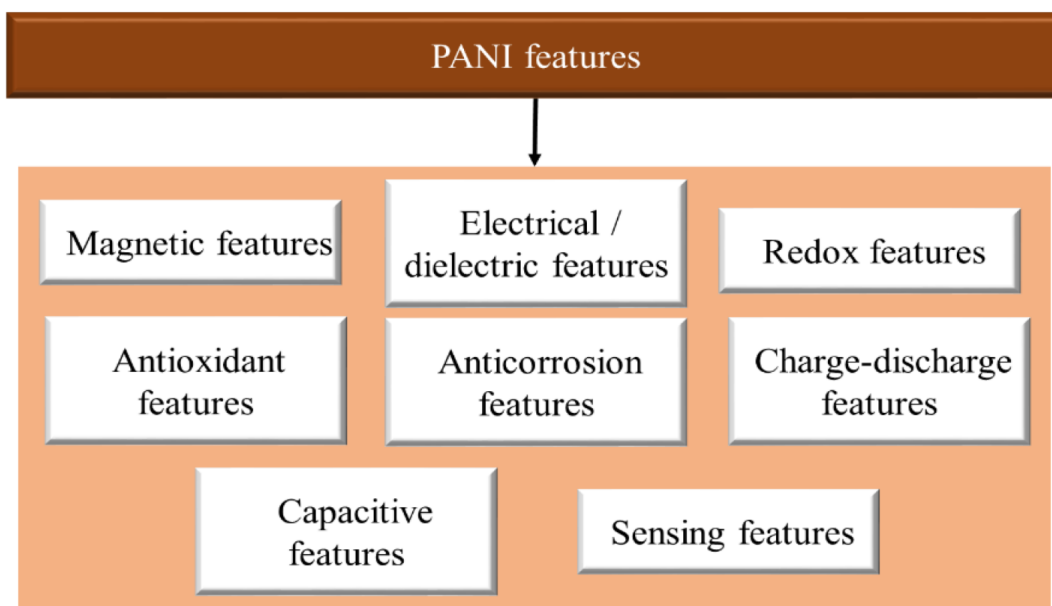 PANI features
Magnetic features
Electrical /
dielectric features
Redox features
Antioxidant
features
Anticorrosion
features
Charge-discharge
features
Capacitive
features
Sensing features